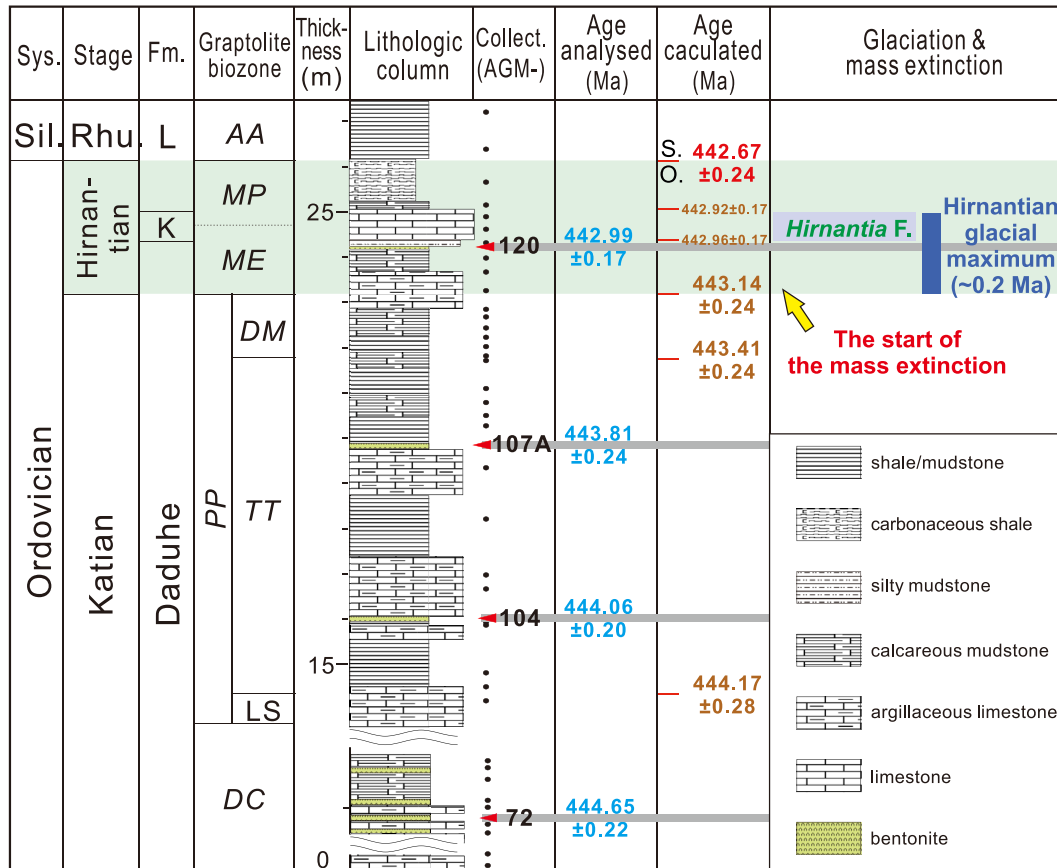 Sys.
Stage
Fm.
Graptolite
biozone
Thick-
ness
(m)
Lithologic
column
Collect.
(AGM-)
Age
analysed
(Ma)
Age
caculated
(Ma)
Glaciation &
mass extinction
Sil.
Rhu.
L
AA
S. 442.67
O. ±0.24
Hirnan-
tian
MP
25
442.92±0.17
K
Hirnantia F.
Hirnantian
glacial
maximum
(~0.2 Ma)
ME
120
442.99
±0.17
442.96±0.17
443.14
±0.24
The start of
the mass extinction
Ordovician
Katian
Daduhe
PP
DM
443.41
±0.24
TT
107A
443.81
±0.24
104
444.06
±0.20
15
LS
444.17
±0.28
DC
72
444.65
±0.22
0
shale/mudstone
carbonaceous shale
silty mudstone
calcareous mudstone
argillaceous limestone
limestone
bentonite